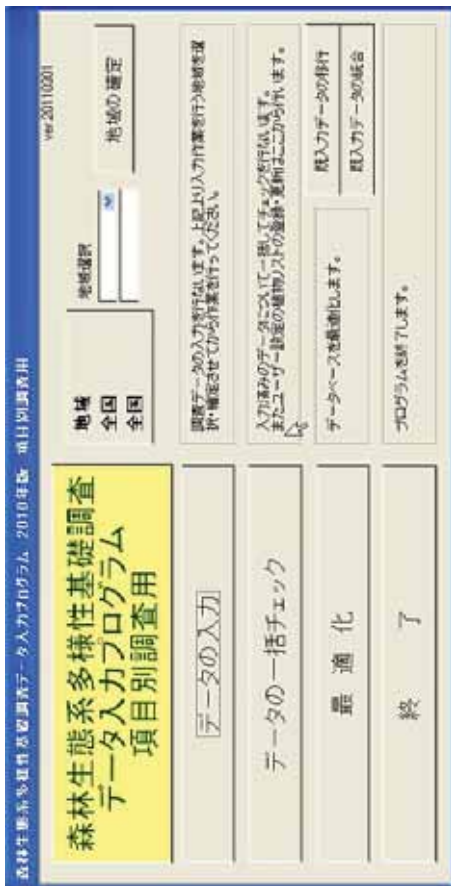 森林生態系多様性基礎調査データ入力プログラム 2010年版 項目別調査用
ver.20110301
森林生態系多様性基礎調査
データ入力プログラム
項目別調査用
地域
全国
全国
地域選択
地域の確定
データの入力
調査データの入力を行ないます。上記より入力作業を行う地域を選
択・確定させてから作業を行ってください。
データの一括チェック
入力済みのデータについて一括してチェックを行ないます。
またユーザー設定の植物リストの登録・更新はここから行います。
最 適 化
データベースを最適化します。
既入力データの移行
既入力データの統合
終 了
プログラムを終了します。